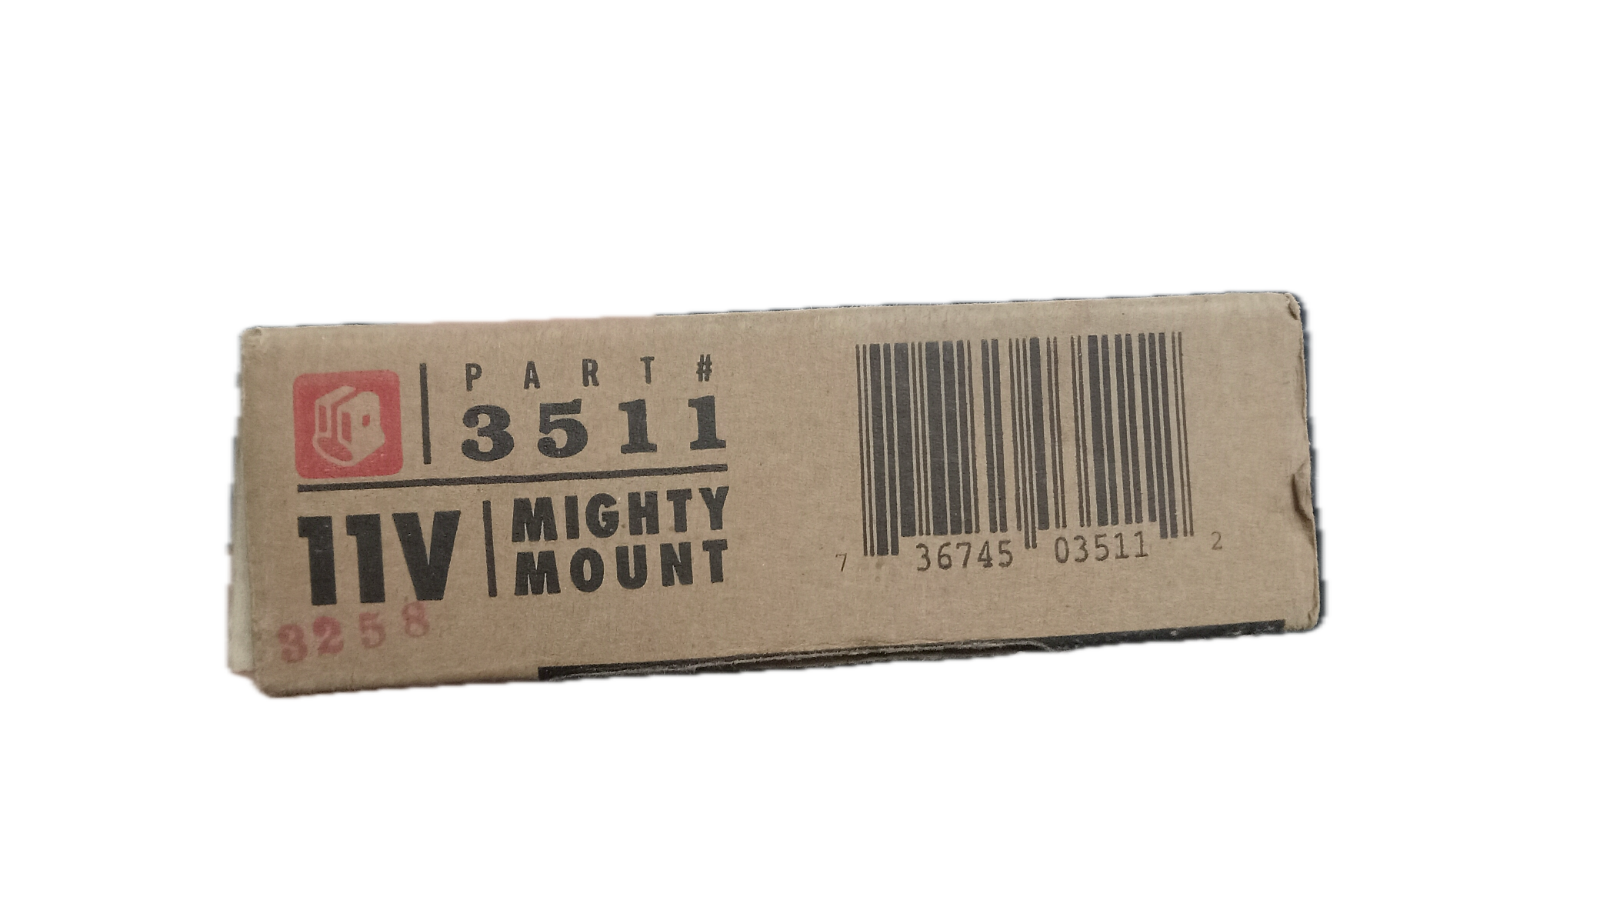 PART#
3511
11V
MIGHTY
MOUNT
3258
7 36745 03511 2